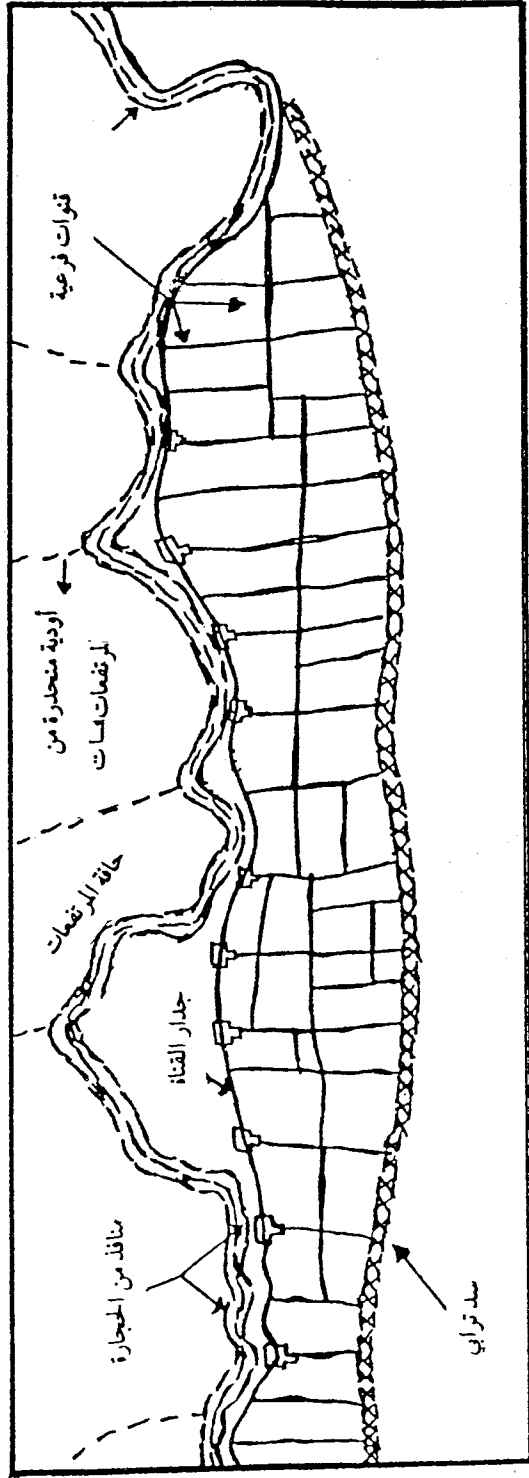 قنوات فرعية
أودية منحدرة من
المرتفعات
حافة المرتفعات
جدار القناة
منافذ من الحجارة
سد ترابي